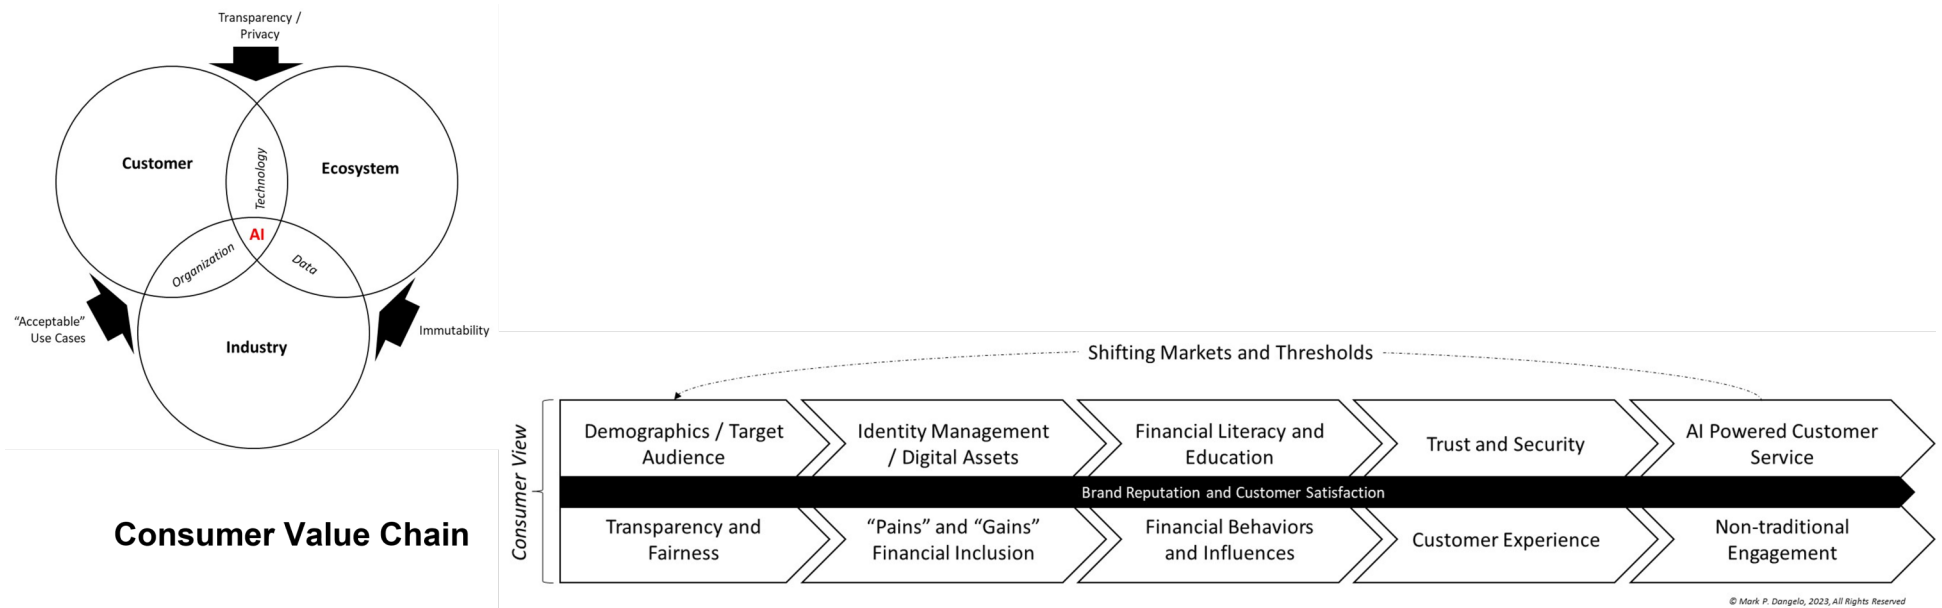 Transparency /
Privacy
Customer
Ecosystem
Technology
AI
Organization
Data
"Acceptable"
Use Cases
Immutability
Industry
Consumer Value Chain
Shifting Markets and Thresholds
Consumer View
Demographics / Target
Audience
Identity Management
/ Digital Assets
Financial Literacy and
Education
Trust and Security
AI Powered Customer
Service
Brand Reputation and Customer Satisfaction
Transparency and
Fairness
“Pains” and “Gains”
Financial Inclusion
Financial Behaviors
and Influences
Customer Experience
Non-traditional
Engagement
© Mark P. Dangelo, 2023, All Rights Reserved